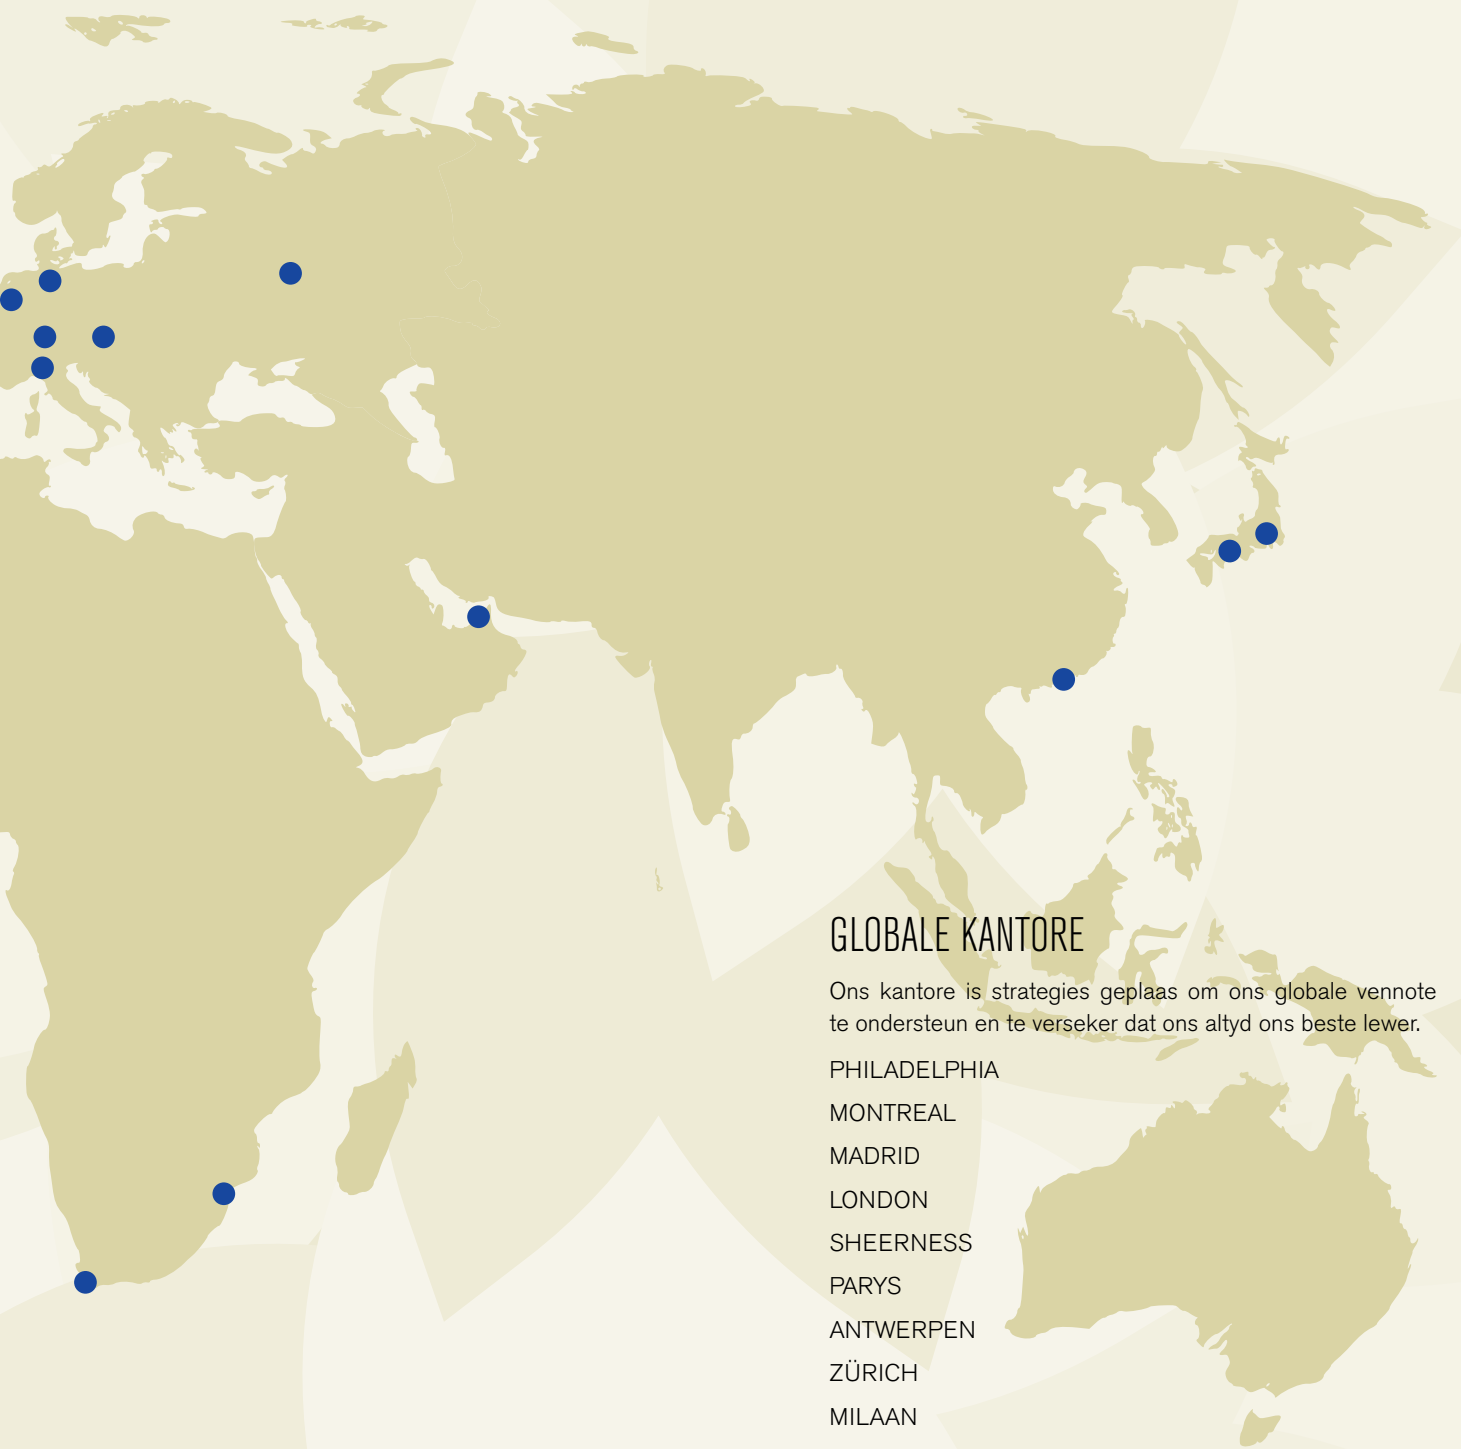 GLOBALE KANTORE
Ons kantore is strategies geplaas om ons globale vennote
te ondersteun en te verseker dat ons altyd ons beste lewer.
PHILADELPHIA
MONTREAL
MADRID
LONDON
SHEERNESS
PARYS
ANTWERPEN
ZÜRICH
MILAAN